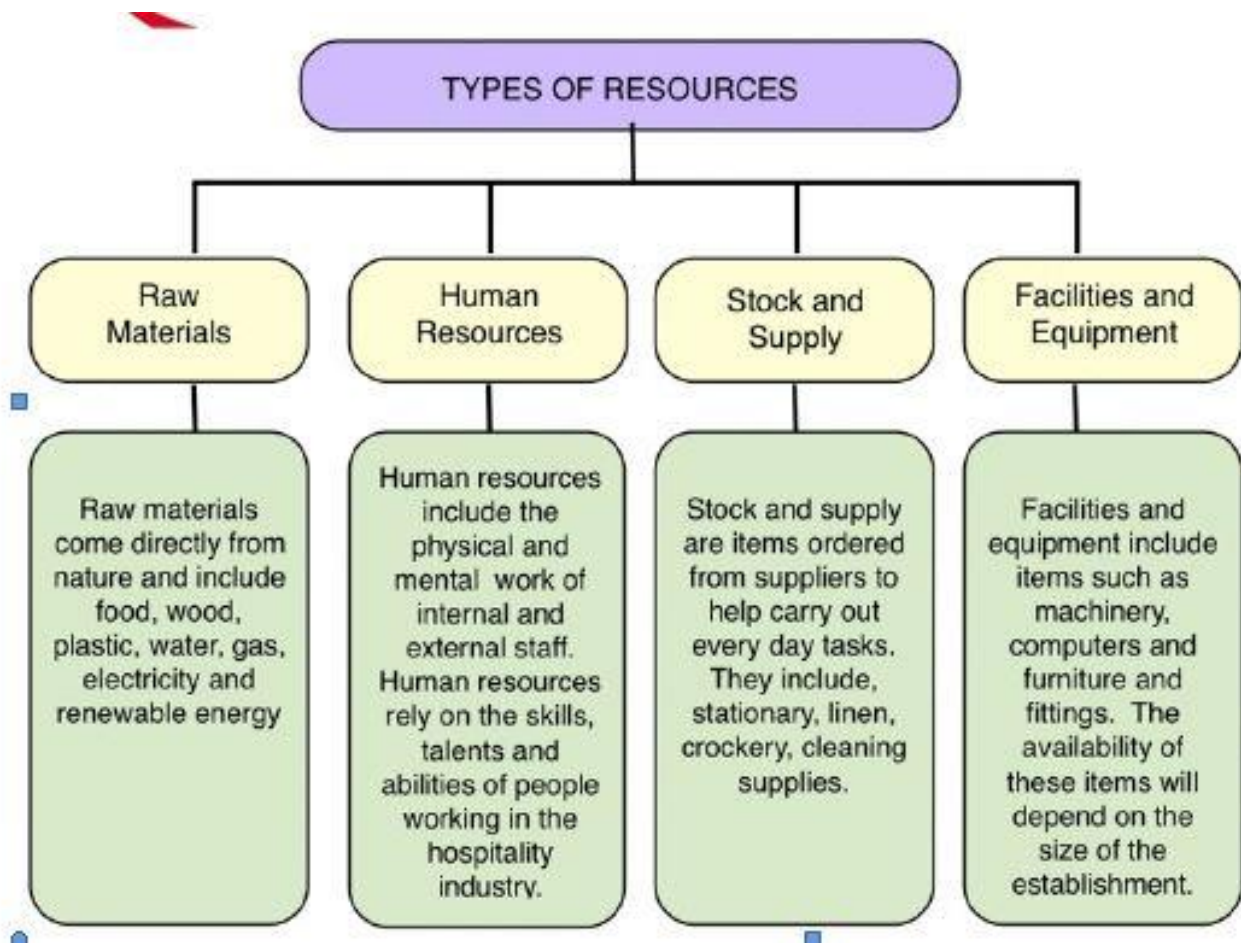 TYPES OF RESOURCES
Raw
Materials
Human
Resources
Stock and
Supply
Facilities and
Equipment
Raw materials
come directly from
nature and include
food, wood,
plastic, water, gas,
electricity and
renewable energy
Human resources
include the
physical and
mental work of
internal and
external staff.
Human resources
rely on the skills,
talents and
abilities of people
working in the
hospitality
industry.
Stock and supply
are items ordered
from suppliers to
help carry out
every day tasks.
They include,
stationary, linen,
crockery, cleaning
supplies.
Facilities and
equipment include
items such as
machinery,
computers and
furniture and
fittings. The
availability of
these items will
depend on the
size of the
establishment.